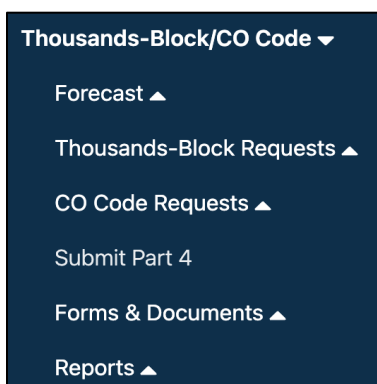 Thousands-Block/CO Code
Forecast
Thousands-Block Requests
CO Code Requests
Submit Part 4
Forms & Documents
Reports